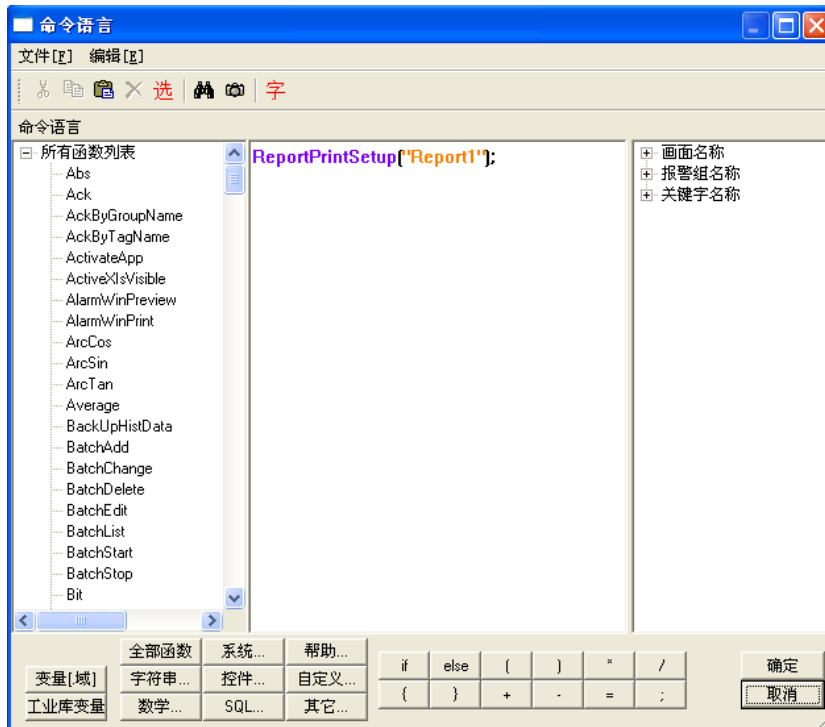 命令语言
文件[F] 编辑[E]
选 字
命令语言
所有函数列表
Abs
Ack
AckByGroupName
AckByTagName
ActivateApp
ActiveXIsVisible
AlarmWinPreview
AlarmWinPrint
ArcCos
ArcSin
ArcTan
Average
BackUpHistData
BatchAdd
BatchChange
BatchDelete
BatchEdit
BatchList
BatchStart
BatchStop
Bit
ReportPrintSetup("Report1");
画面名称
报警组名称
关键字名称
全部函数 系统... 帮助...
变量[.域] 字符串... 控件... 自定义...
工业库变量 数学... SQL... 其它...
if else ( ) * /
{ } + - = ;
确定
取消